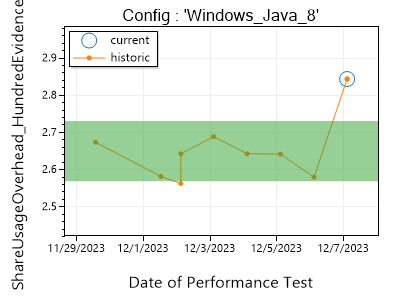 Config : 'Windows_Java_8'
current
historic
2.9
2.8
2.7
2.6
2.5
ShareUsageOverhead_HundredEvidence
11/29/2023 12/1/2023 12/3/2023 12/5/2023 12/7/2023
Date of Performance Test